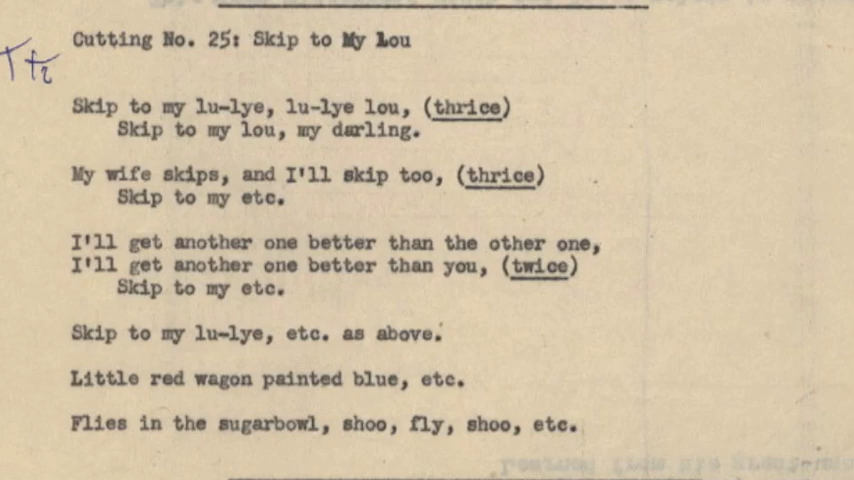 Cutting No. 25: Skip to My Lou
Skip to my lu-lye, lu-lye lou, (thrice)
Skip to my lou, my darling.
My wife skips, and I'll skip too, (thrice)
Skip to my etc.
I'll get another one better than the other one,
I'll get another one better than you, (twice)
Skip to my etc.
Skip to my lu-lye, etc. as above.
Little red wagon painted blue, etc.
Flies in the sugarbowl, shoo, fly, shoo, etc.